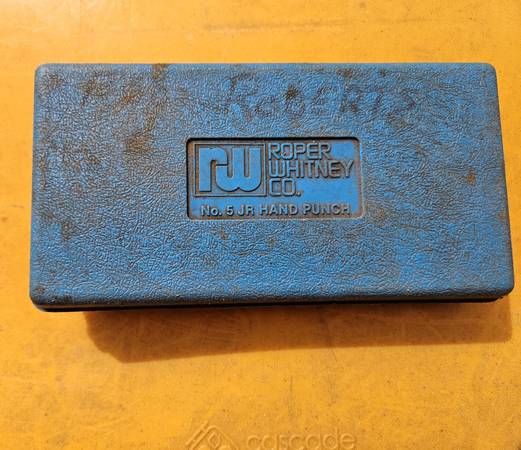 ROBERTS
rw
ROPER
WHITNEY
CO.
No. 5 JR HAND PUNCH
cascade